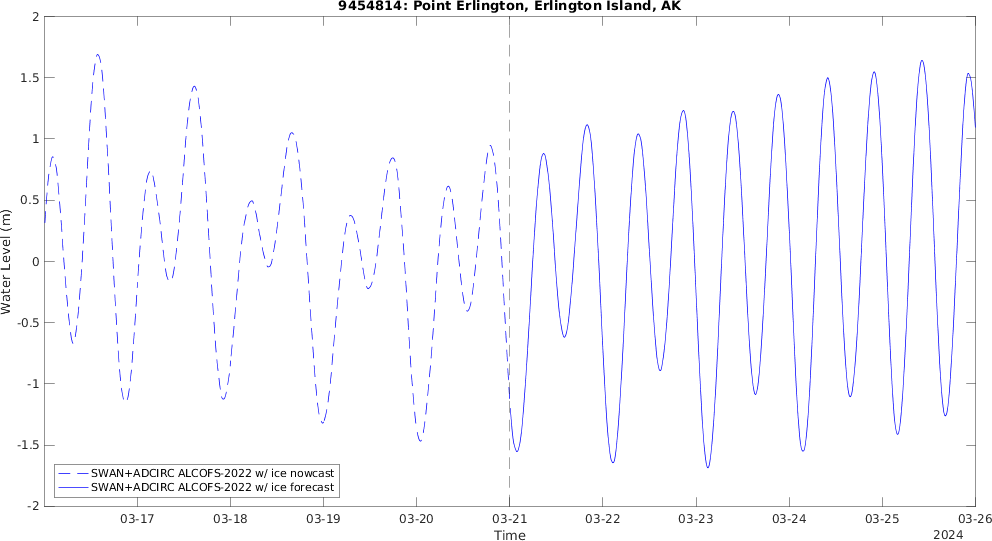 9454814: Point Erlington, Erlington Island, AK
2
1.5
1
0.5
0
-0.5
-1
-1.5
-2
Water Level (m)
SWAN+ADCIRC ALCOFS-2022 w/ ice nowcast
SWAN+ADCIRC ALCOFS-2022 w/ ice forecast
03-17 03-18 03-19 03-20 03-21 03-22 03-23 03-24 03-25 03-26
Time
2024